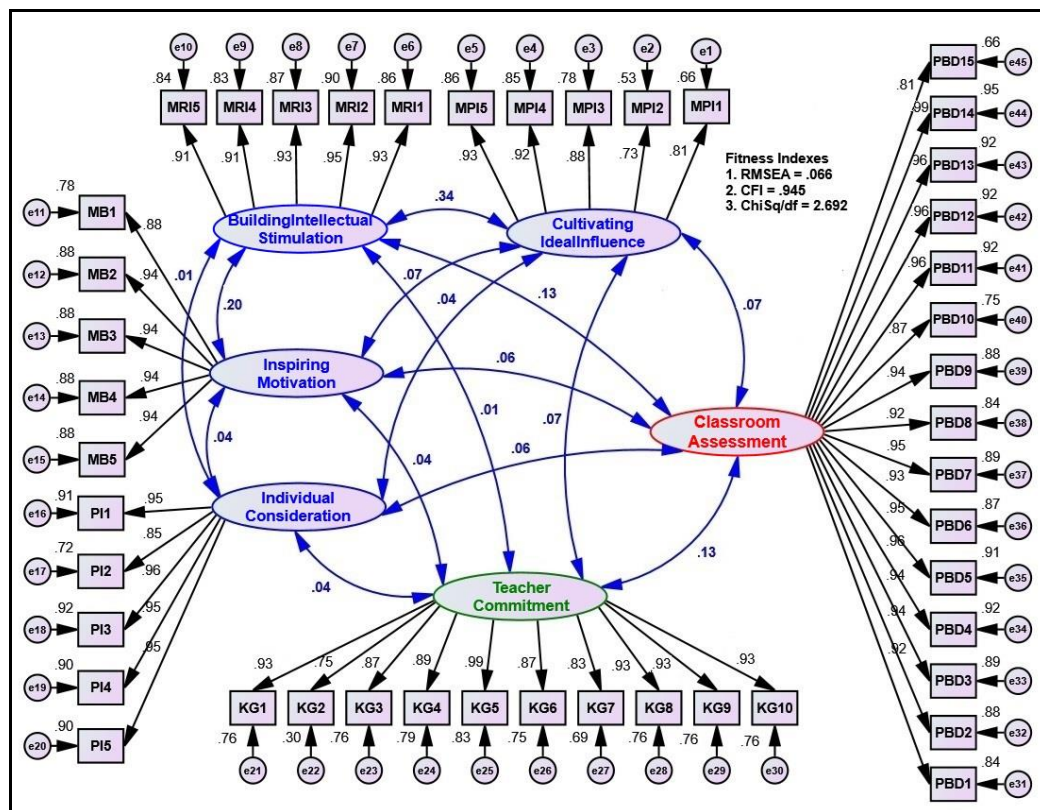 e10 e9 e8 e7 e6 e5 e4 e3 e2 e1
.84 .83 .87 .90 .86 .86 .85 .78 .53 .66
MRI5 MRI4 MRI3 MRI2 MRI1 MPI5 MPI4 MPI3 MPI2 MPI1
.91 .91 .93 .95 .93 .93 .92 .88 .73 .81
Fitness Indexes
1. RMSEA = .066
2. CFI = .945
3. ChiSq/df = 2.692
BuildingIntellectual
Stimulation
Cultivating
IdealInfluence
Inspiring
Motivation
Individual
Consideration
Classroom
Assessment
Teacher
Commitment
.34
.01
.20
.07
.04
.13
.07
.06
.04
.04
.01
.07
.06
.04
.13
.78
e11 MB1 .88
.88
e12 MB2 .94
.88
e13 MB3 .94
.88
e14 MB4 .94
.88
e15 MB5 .94
.91
e16 PI1 .95
.72
e17 PI2 .85
.92
e18 PI3 .96
.90
e19 PI4 .95
.90
e20 PI5 .95
.93 .75 .87 .89 .99 .87 .83 .93 .93 .93
KG1 KG2 KG3 KG4 KG5 KG6 KG7 KG8 KG9 KG10
.76 .30 .76 .79 .83 .75 .69 .76 .76 .76
e21 e22 e23 e24 e25 e26 e27 e28 e29 e30
.66
.81 PBD15 e45
.95
.99 PBD14 e44
.92
.96 PBD13 e43
.92
.96 PBD12 e42
.92
.96 PBD11 e41
.75
.87 PBD10 e40
.88
.94 PBD9 e39
.84
.92 PBD8 e38
.89
.95 PBD7 e37
.87
.93 PBD6 e36
.91
.95 PBD5 e35
.92
.96 PBD4 e34
.89
.94 PBD3 e33
.88
.94 PBD2 e32
.84
.92 PBD1 e31